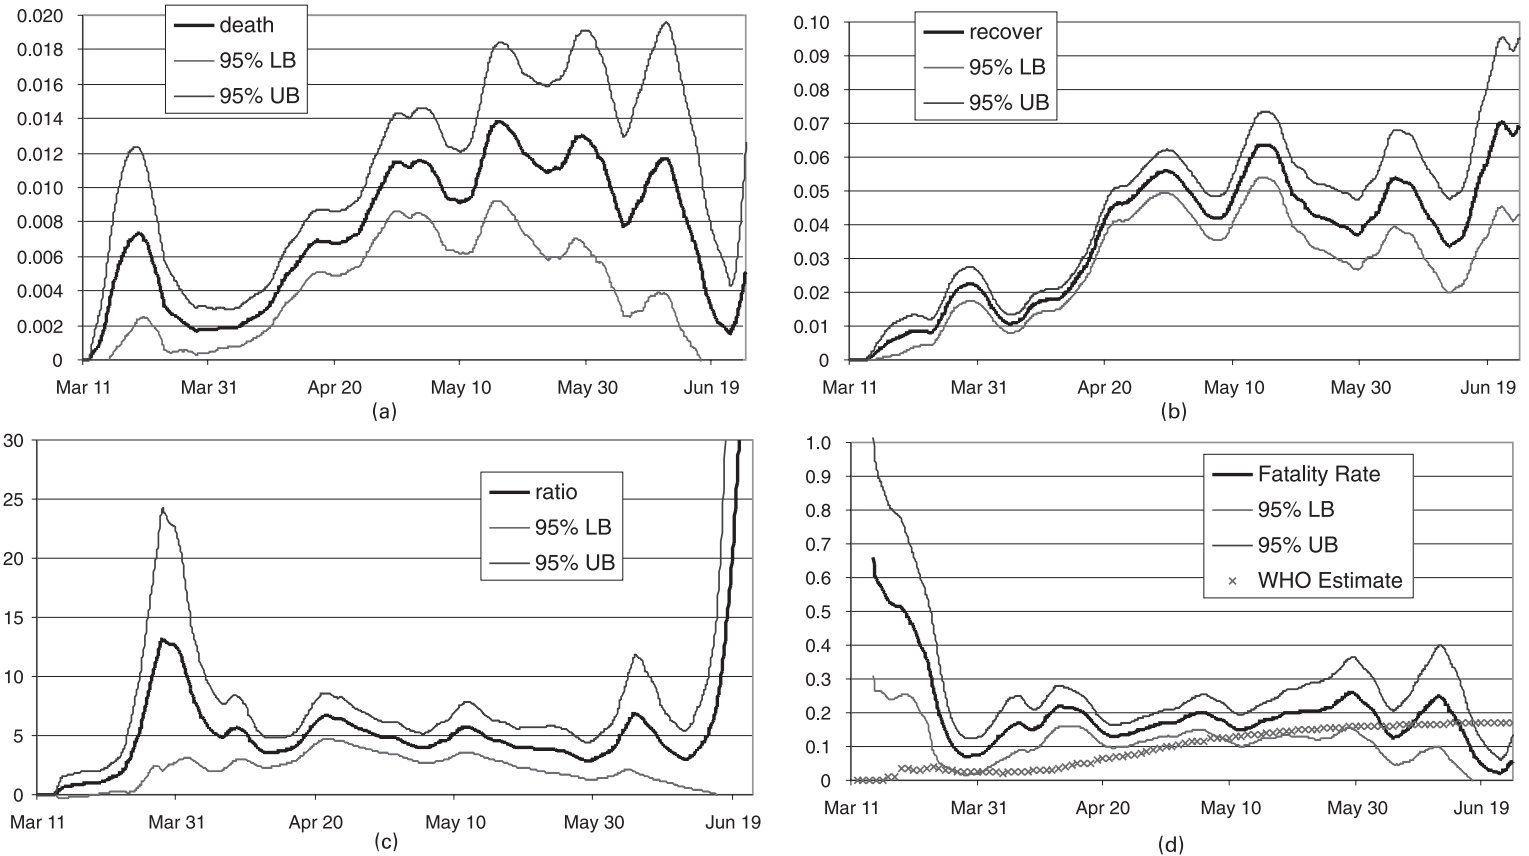 0.020
0.018
0.016
0.014
0.012
0.010
0.008
0.006
0.004
0.002
0
death
95% LB
95% UB
Mar 11 Mar 31 Apr 20 May 10 May 30 Jun 19
(a)
0.10
0.09
0.08
0.07
0.06
0.05
0.04
0.03
0.02
0.01
0
recover
95% LB
95% UB
Mar 11 Mar 31 Apr 20 May 10 May 30 Jun 19
(b)
30
25
20
15
10
5
0
ratio
95% LB
95% UB
Mar 11 Mar 31 Apr 20 May 10 May 30 Jun 19
(c)
1.0
0.9
0.8
0.7
0.6
0.5
0.4
0.3
0.2
0.1
0
Fatality Rate
95% LB
95% UB
WHO Estimate
Mar 11 Mar 31 Apr 20 May 10 May 30 Jun 19
(d)